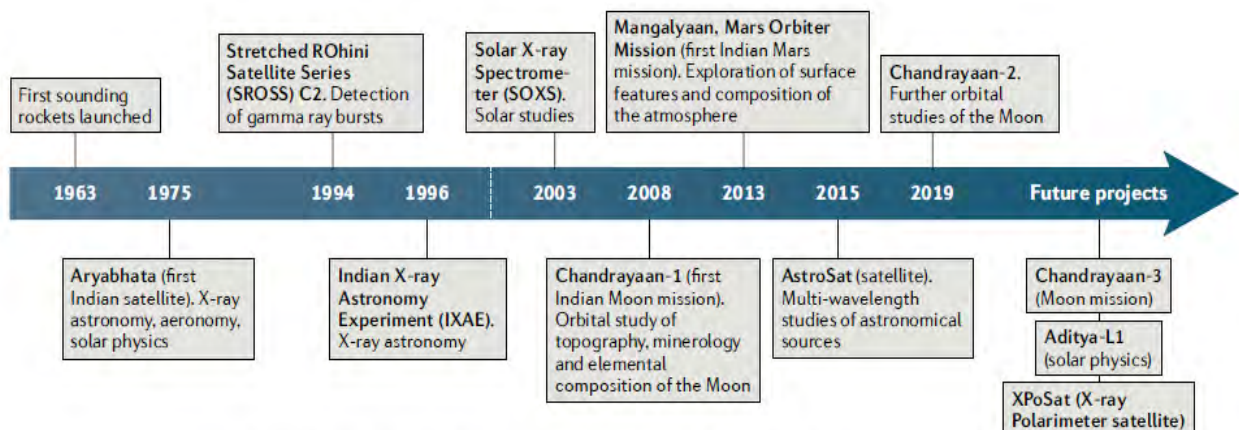 First sounding
rockets launched
Stretched ROhini
Satellite Series
(SROSS) C2. Detection
of gamma ray bursts
Solar X-ray
Spectrome-
ter (SOXS).
Solar studies
Mangalyaan, Mars Orbiter
Mission (first Indian Mars
mission). Exploration of surface
features and composition of
the atmosphere
Chandrayaan-2.
Further orbital
studies of the Moon
1963 1975 1994 1996 2003 2008 2013 2015 2019 Future projects
Aryabhata (first
Indian satellite). X-ray
astronomy, aeronomy,
solar physics
Indian X-ray
Astronomy
Experiment (IXAE).
X-ray astronomy
Chandrayaan-1 (first
Indian Moon mission).
Orbital study of
topography, minerology
and elemental
composition of the Moon
AstroSat (satellite).
Multi-wavelength
studies of astronomical
sources
Chandrayaan-3
(Moon mission)
Aditya-L1
(solar physics)
XPoSat (X-ray
Polarimeter satellite)